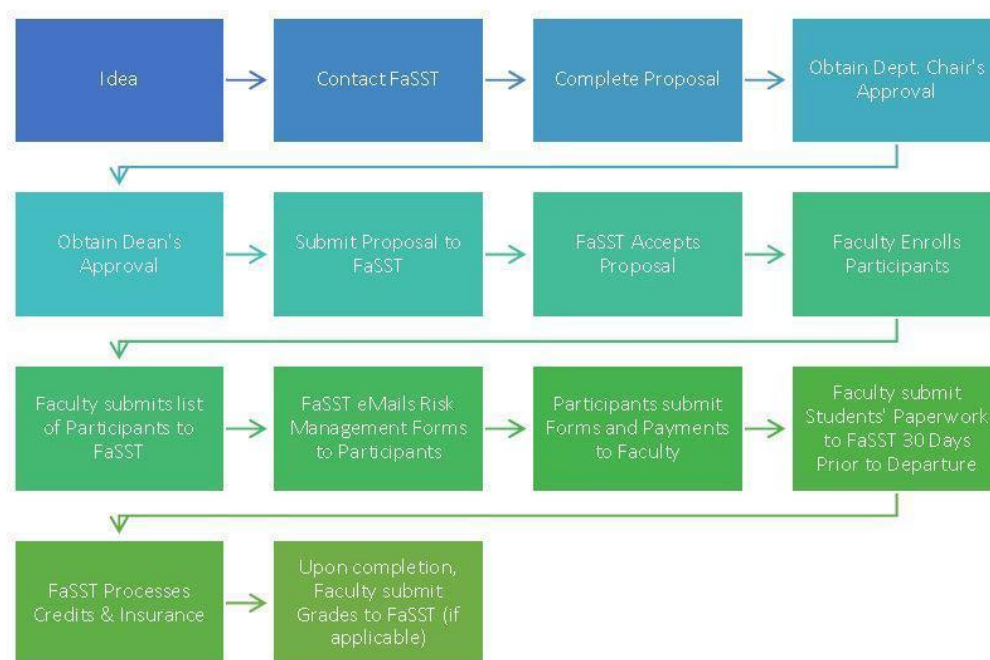 Idea
Contact FaSST
Complete Proposal
Obtain Dept. Chair's
Approval
Obtain Dean's
Approval
Submit Proposal to
FaSST
FaSST Accepts
Proposal
Faculty Enrolls
Participants
Faculty submits list
of Participants to
FaSST
FaSST eMails Risk
Management Forms
to Participants
Participants submit
Forms and Payments
to Faculty
Faculty submit
Students' Paperwork
to FaSST 30 Days
Prior to Departure
FaSST Processes
Credits & Insurance
Upon completion,
Faculty submit
Grades to FaSST (if
applicable)